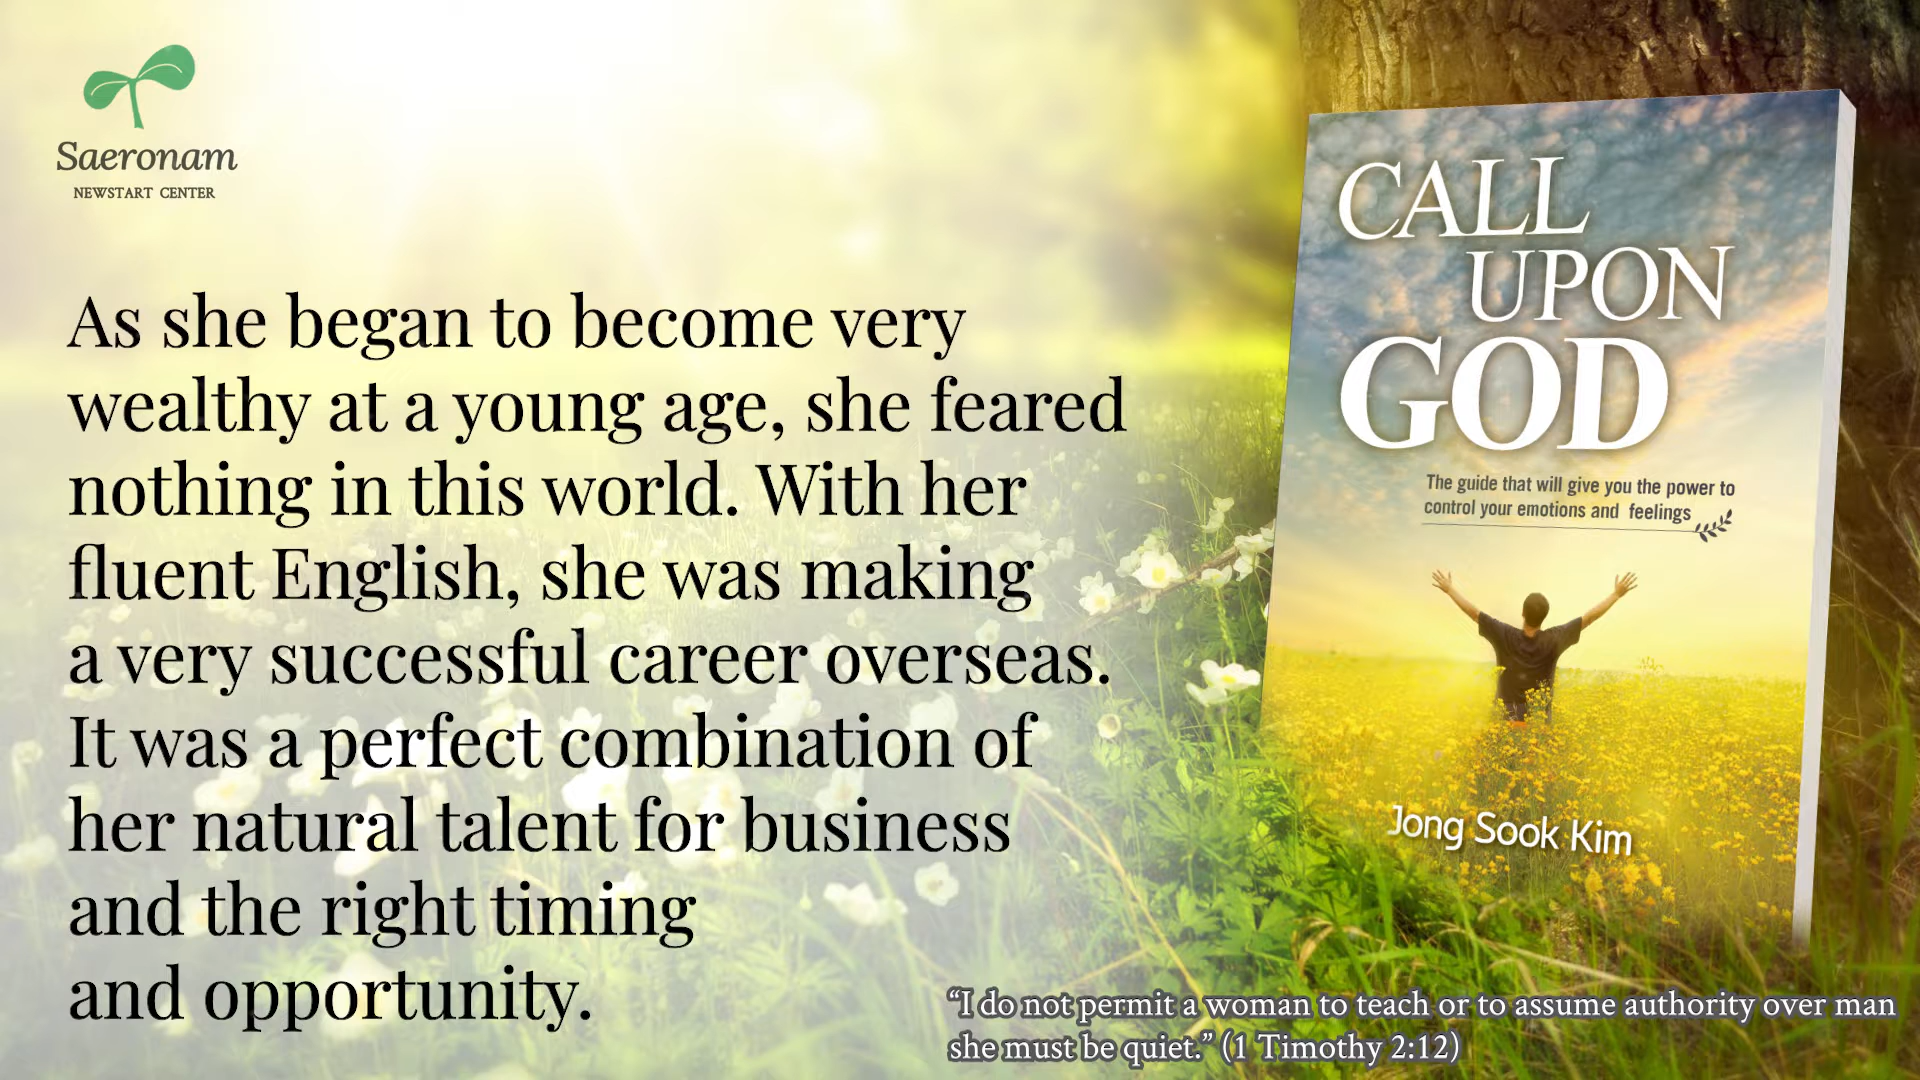 Saeronam
NEWSTART CENTER
As she began to become very
wealthy at a young age, she feared
nothing in this world. With her
fluent English, she was making
a very successful career overseas.
It was a perfect combination of
her natural talent for business
and the right timing
and opportunity.
CALL
UPON
GOD
The guide that will give you the power to
control your emotions and feelings
Jong Sook Kim
“I do not permit a woman to teach or to assume authority over man
she must be quiet.” (1 Timothy 2:12)